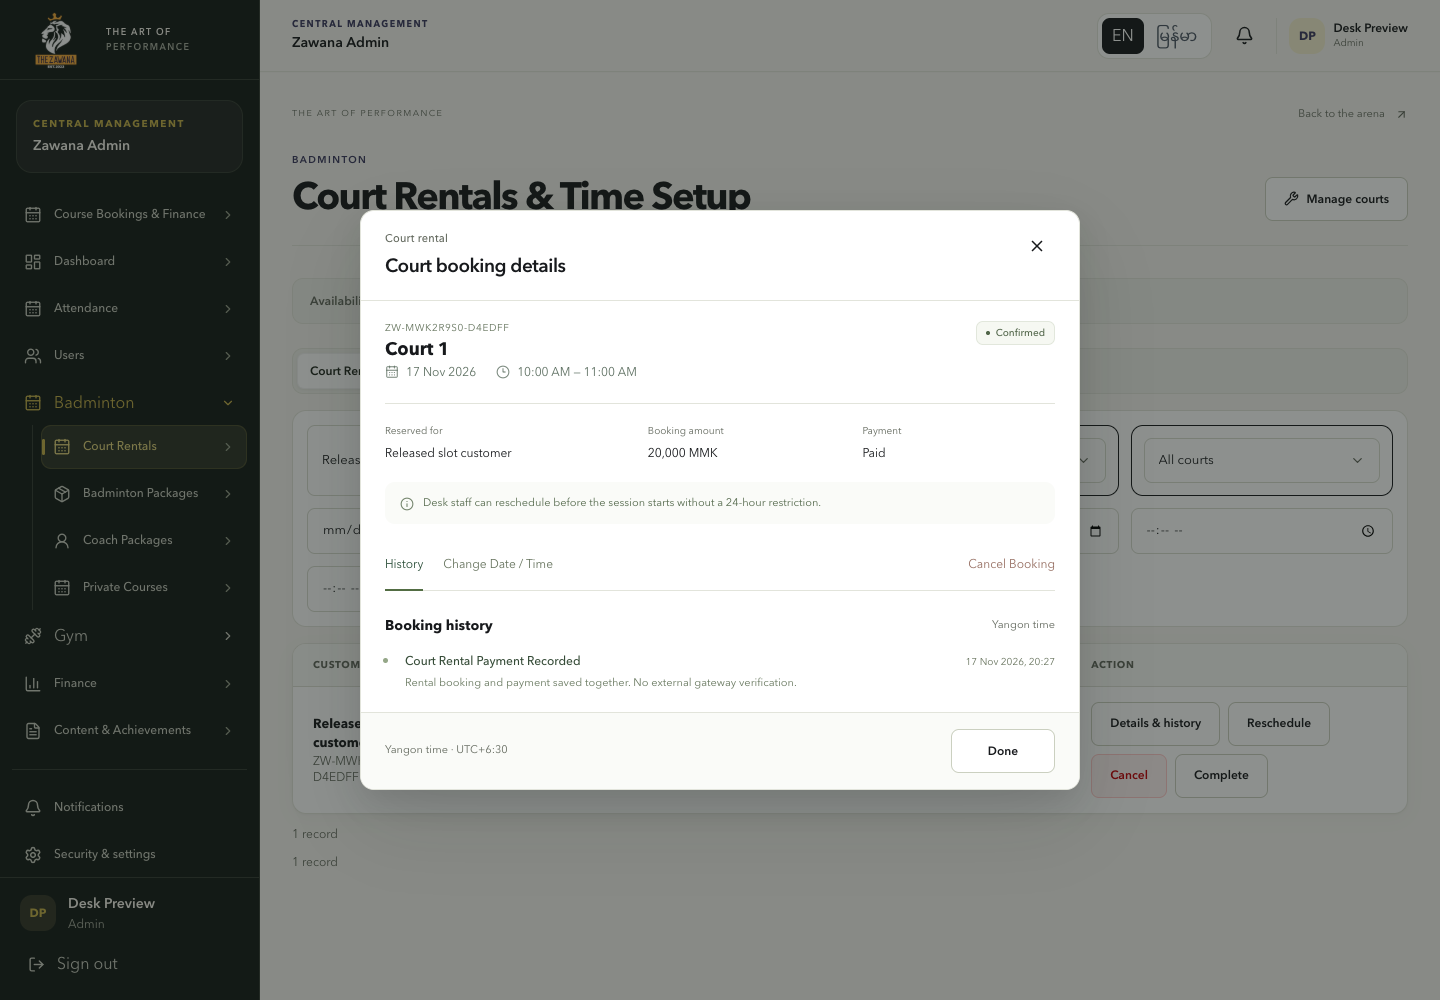 THE ZAWANA
THE ART OF
PERFORMANCE
CENTRAL MANAGEMENT
Zawana Admin
Course Bookings & Finance
Dashboard
Attendance
Users
Badminton
Court Rentals
Badminton Packages
Coach Packages
Private Courses
Gym
Finance
Content & Achievements
Notifications
Security & settings
DP
Desk Preview
Admin
Sign out
CENTRAL MANAGEMENT
Zawana Admin
EN
မြန်မာ
DP
Desk Preview
Admin
THE ART OF PERFORMANCE
Back to the arena
BADMINTON
Court Rentals & Time Setup
Manage courts
Court rental
Court booking details
ZW-MWK2R9S0-D4EDFF
Confirmed
Court 1
17 Nov 2026
10:00 AM – 11:00 AM
Reserved for
Booking amount
Payment
Released slot customer
20,000 MMK
Paid
Desk staff can reschedule before the session starts without a 24-hour restriction.
History
Change Date / Time
Cancel Booking
Booking history
Yangon time
Court Rental Payment Recorded
17 Nov 2026, 20:27
Rental booking and payment saved together. No external gateway verification.
Yangon time · UTC+6:30
Done
All courts
--:-- --
--:-- --
ACTION
Details & history
Reschedule
Cancel
Complete
D4EDFF
1 record
1 record